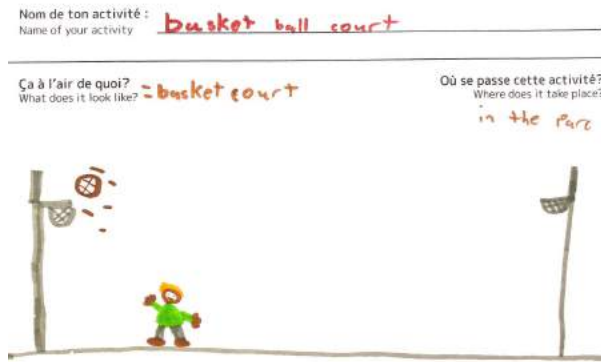 Nom de ton activité :
Name of your activity
basket ball court
Ça à l'air de quoi?
What does it look like?
= basket court
Où se passe cette activité?
Where does it take place?
in the Parc